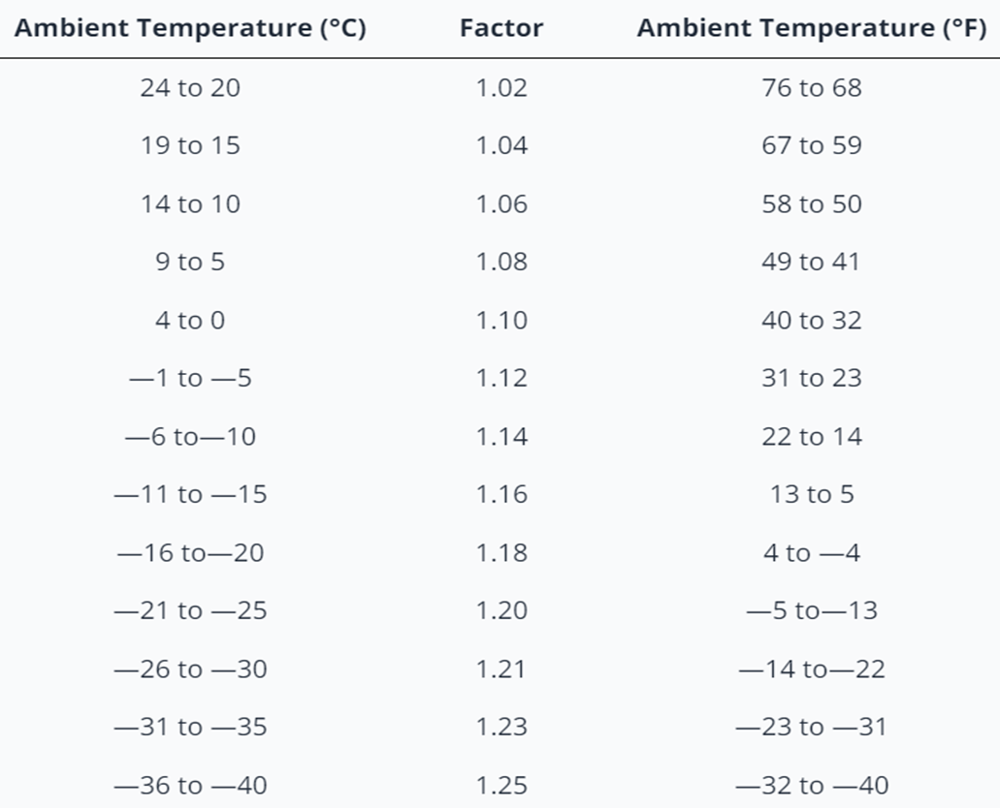 Ambient Temperature (°C) Factor Ambient Temperature (°F)
24 to 20 1.02 76 to 68
19 to 15 1.04 67 to 59
14 to 10 1.06 58 to 50
9 to 5 1.08 49 to 41
4 to 0 1.10 40 to 32
—1 to —5 1.12 31 to 23
—6 to—10 1.14 22 to 14
—11 to —15 1.16 13 to 5
—16 to—20 1.18 4 to —4
—21 to —25 1.20 —5 to—13
—26 to —30 1.21 —14 to—22
—31 to —35 1.23 —23 to —31
—36 to —40 1.25 —32 to —40